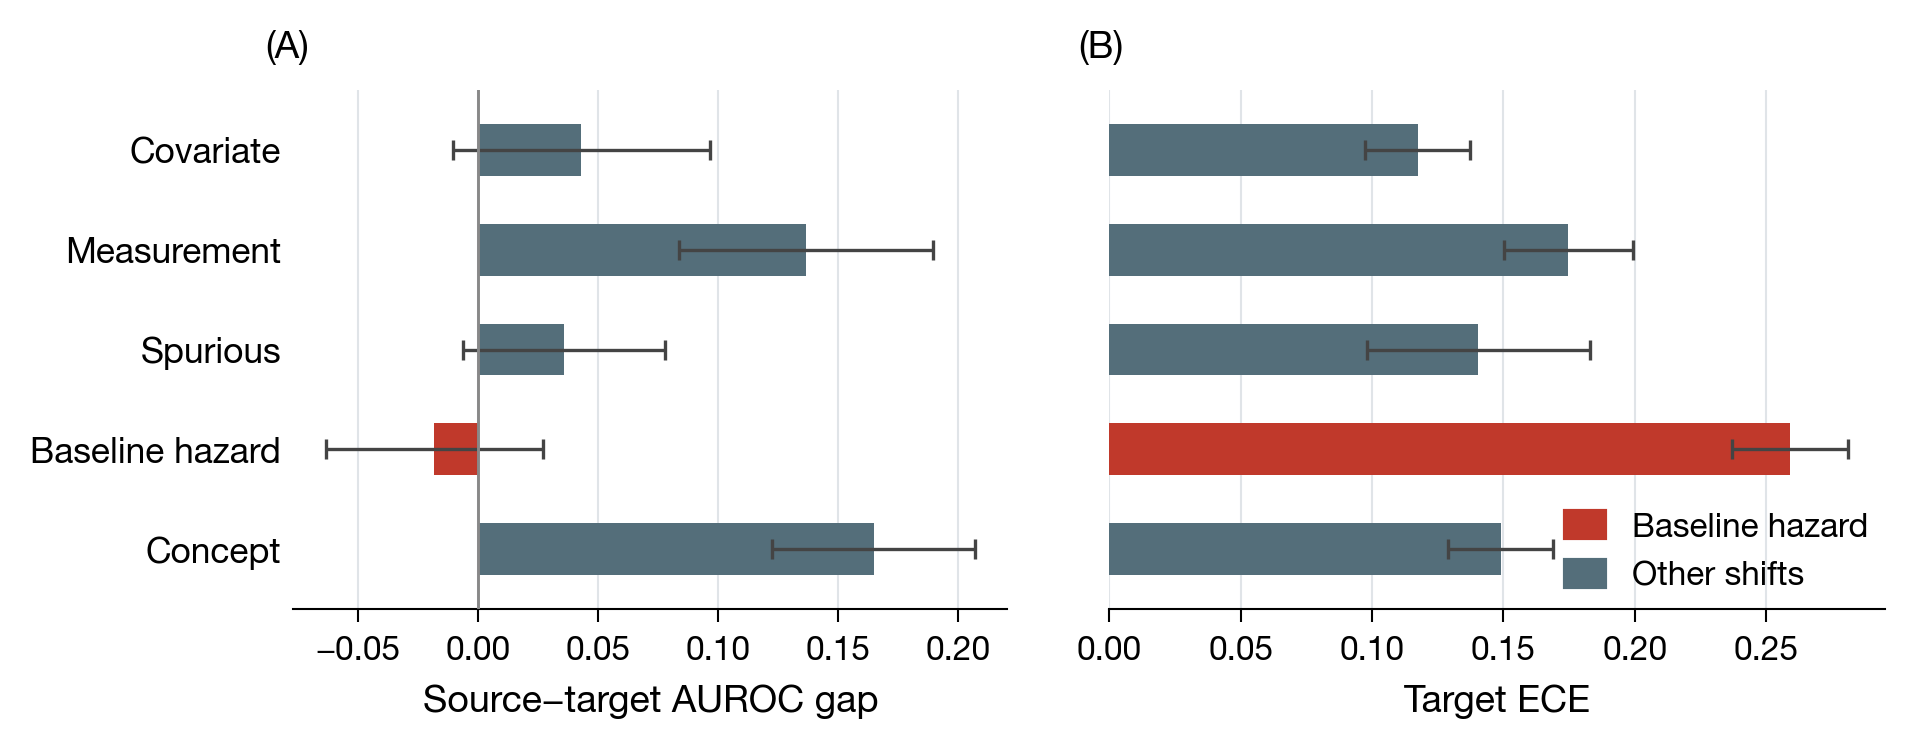 (A)
Covariate
Measurement
Spurious
Baseline hazard
Concept
−0.05 0.00 0.05 0.10 0.15 0.20
Source–target AUROC gap
(B)
Baseline hazard
Other shifts
0.00 0.05 0.10 0.15 0.20 0.25
Target ECE